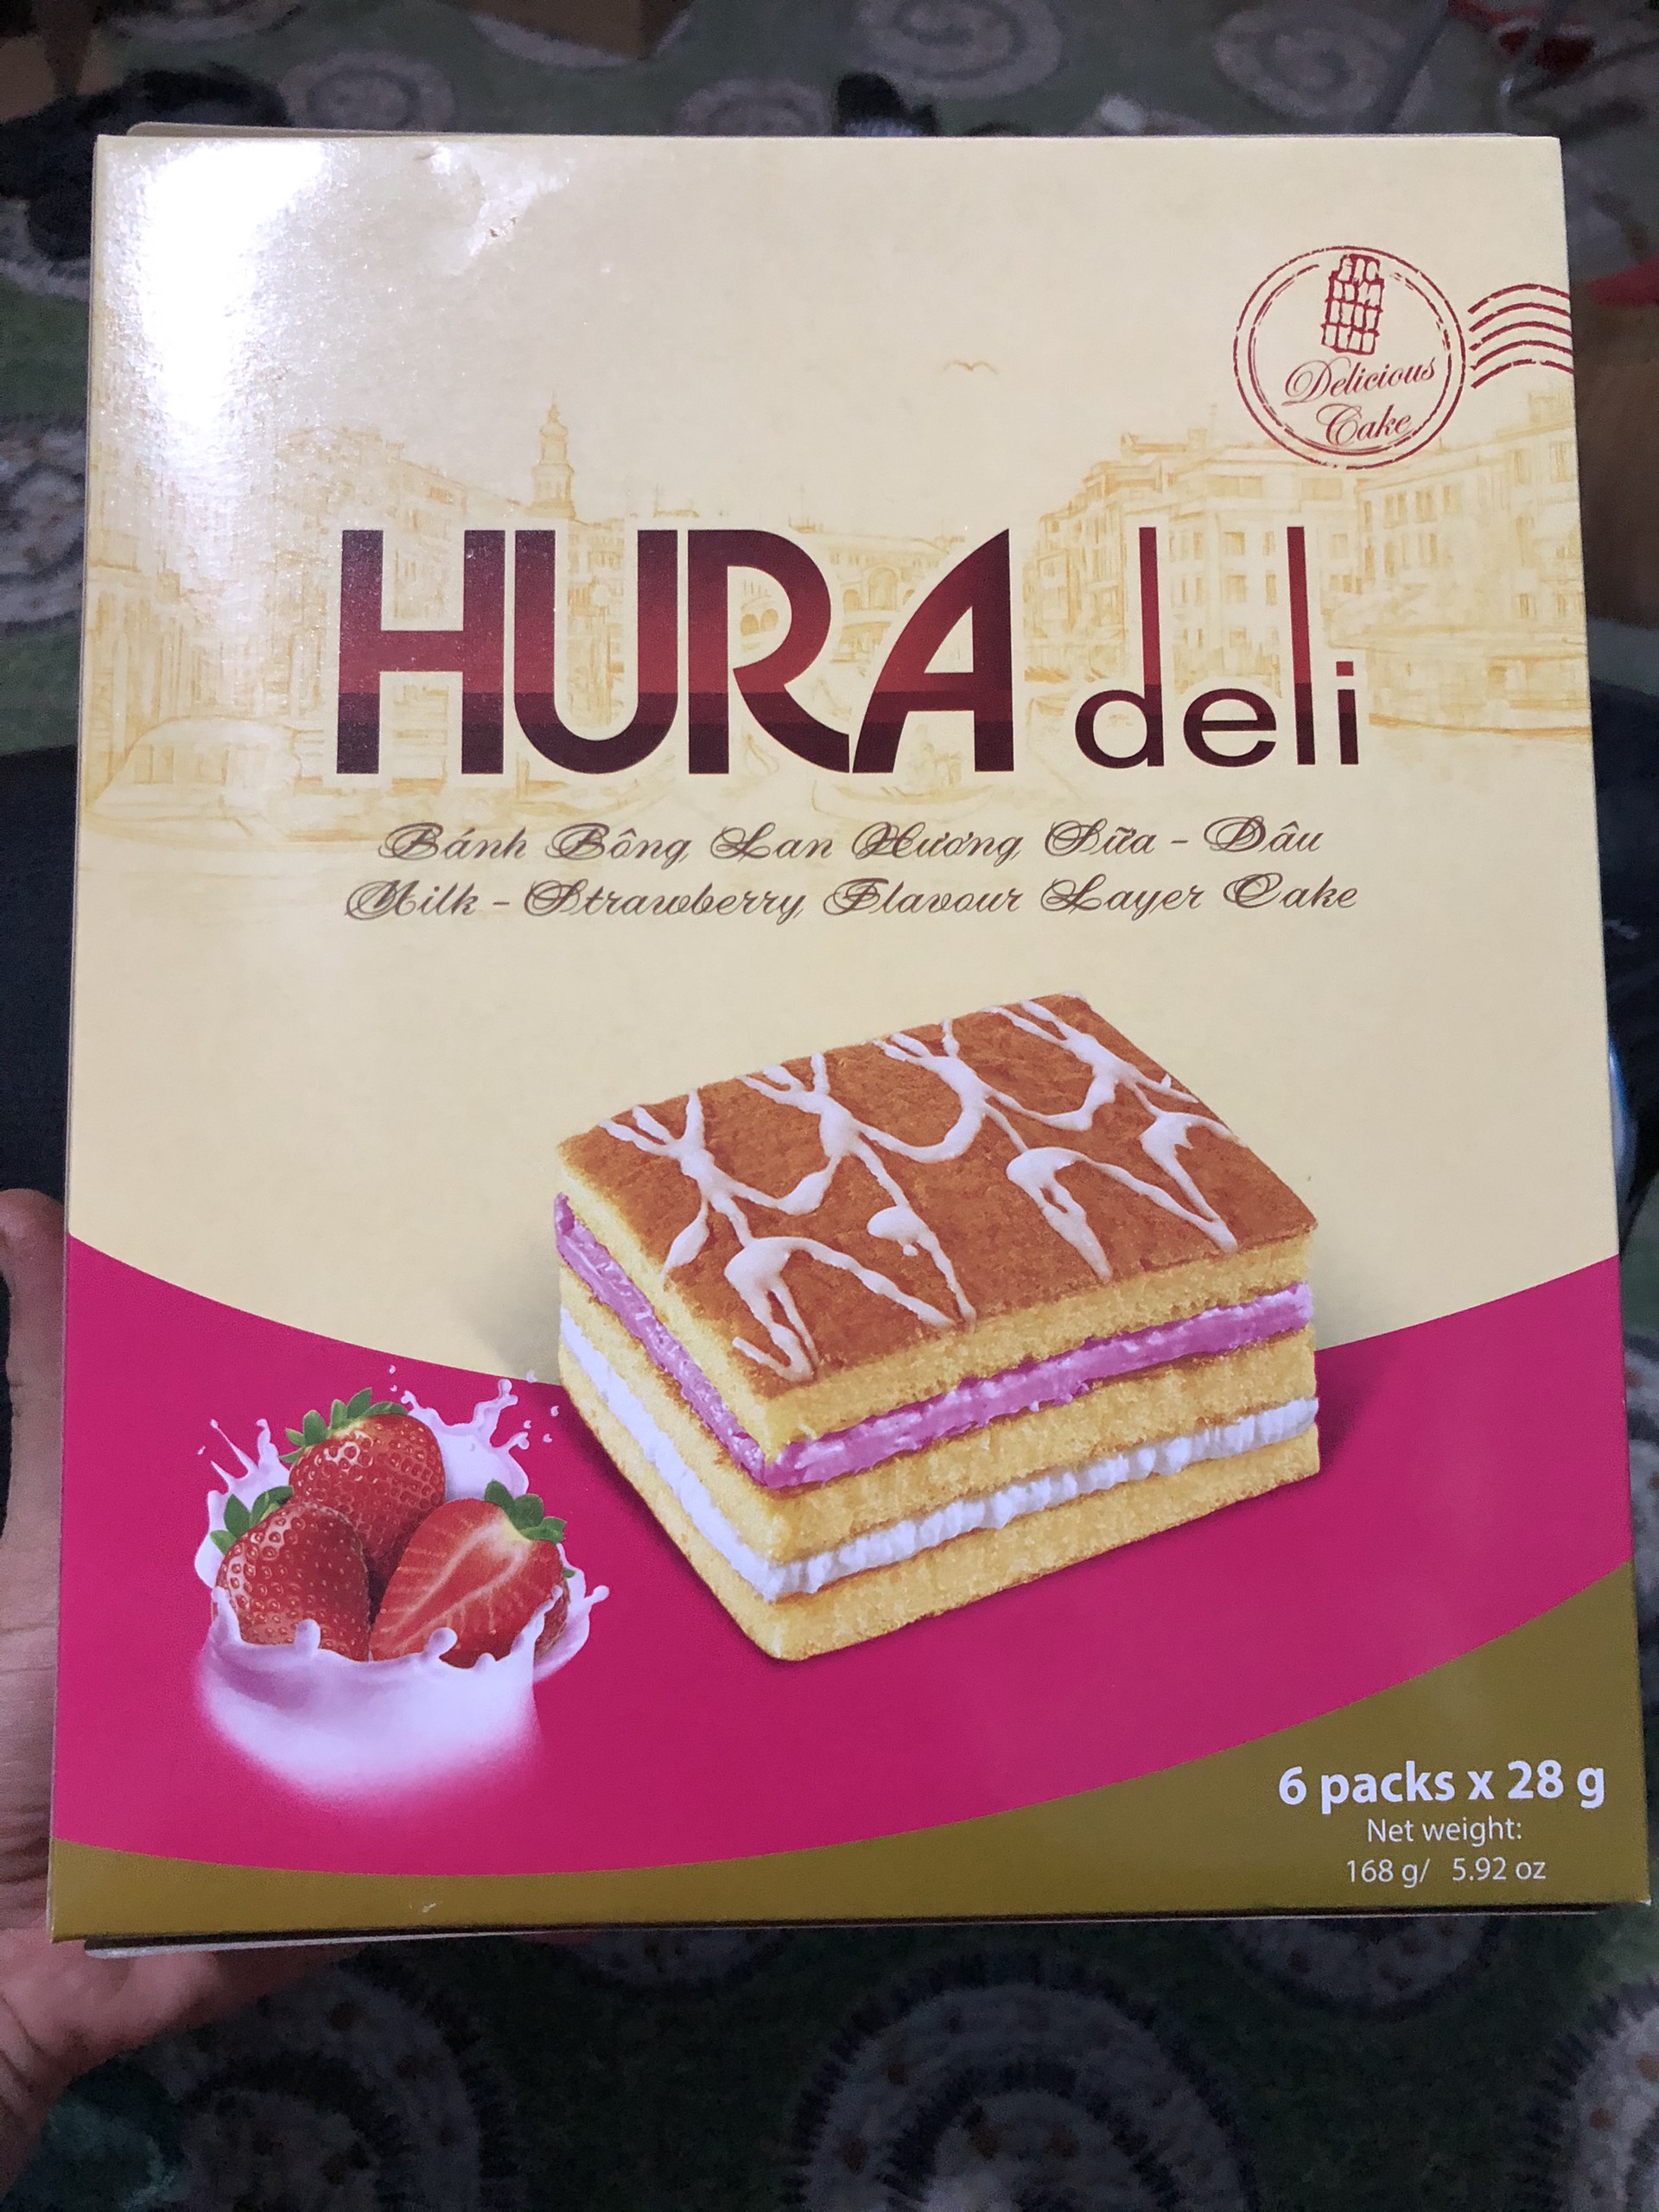 Delicious
Cake
HURA deli
Bánh Bông Lan Hương Sữa - Dâu
Milk - Strawberry Flavour Layer Cake
6 packs x 28 g
Net weight:
168 g/ 5.92 oz